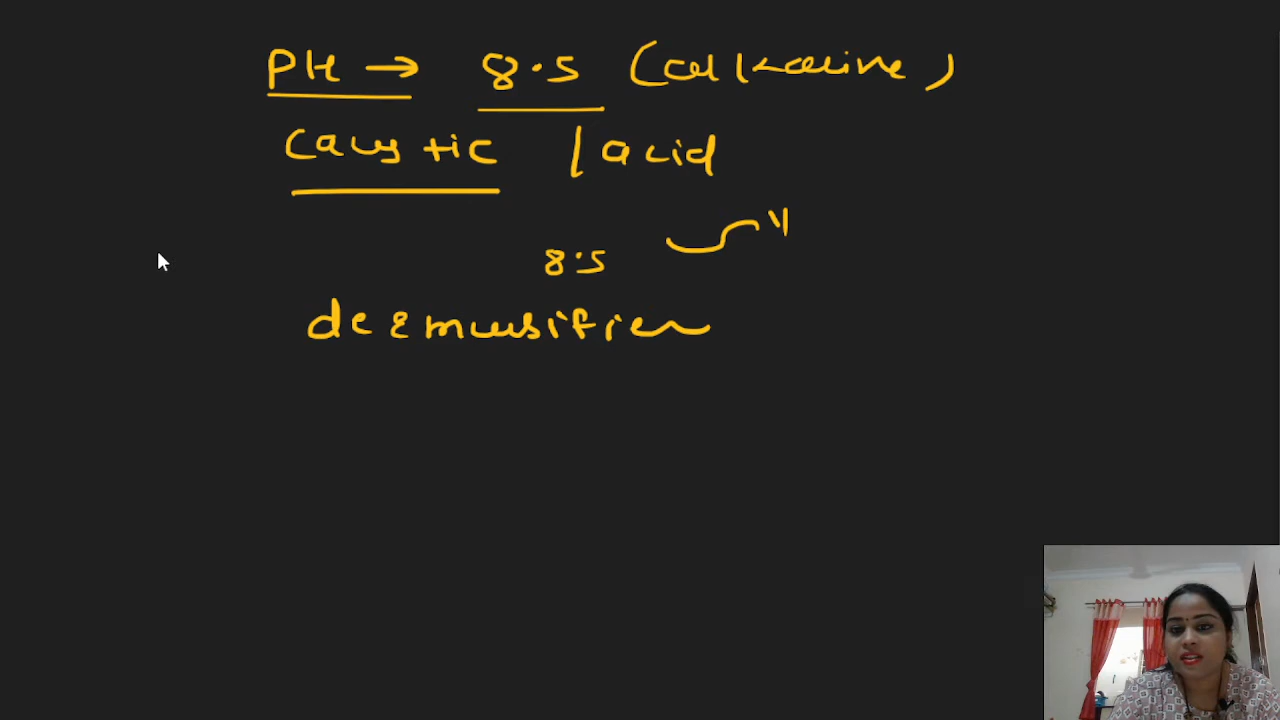 PH → 8.5 (alkaline)
Caustic / acid
8.5
deemulsifier